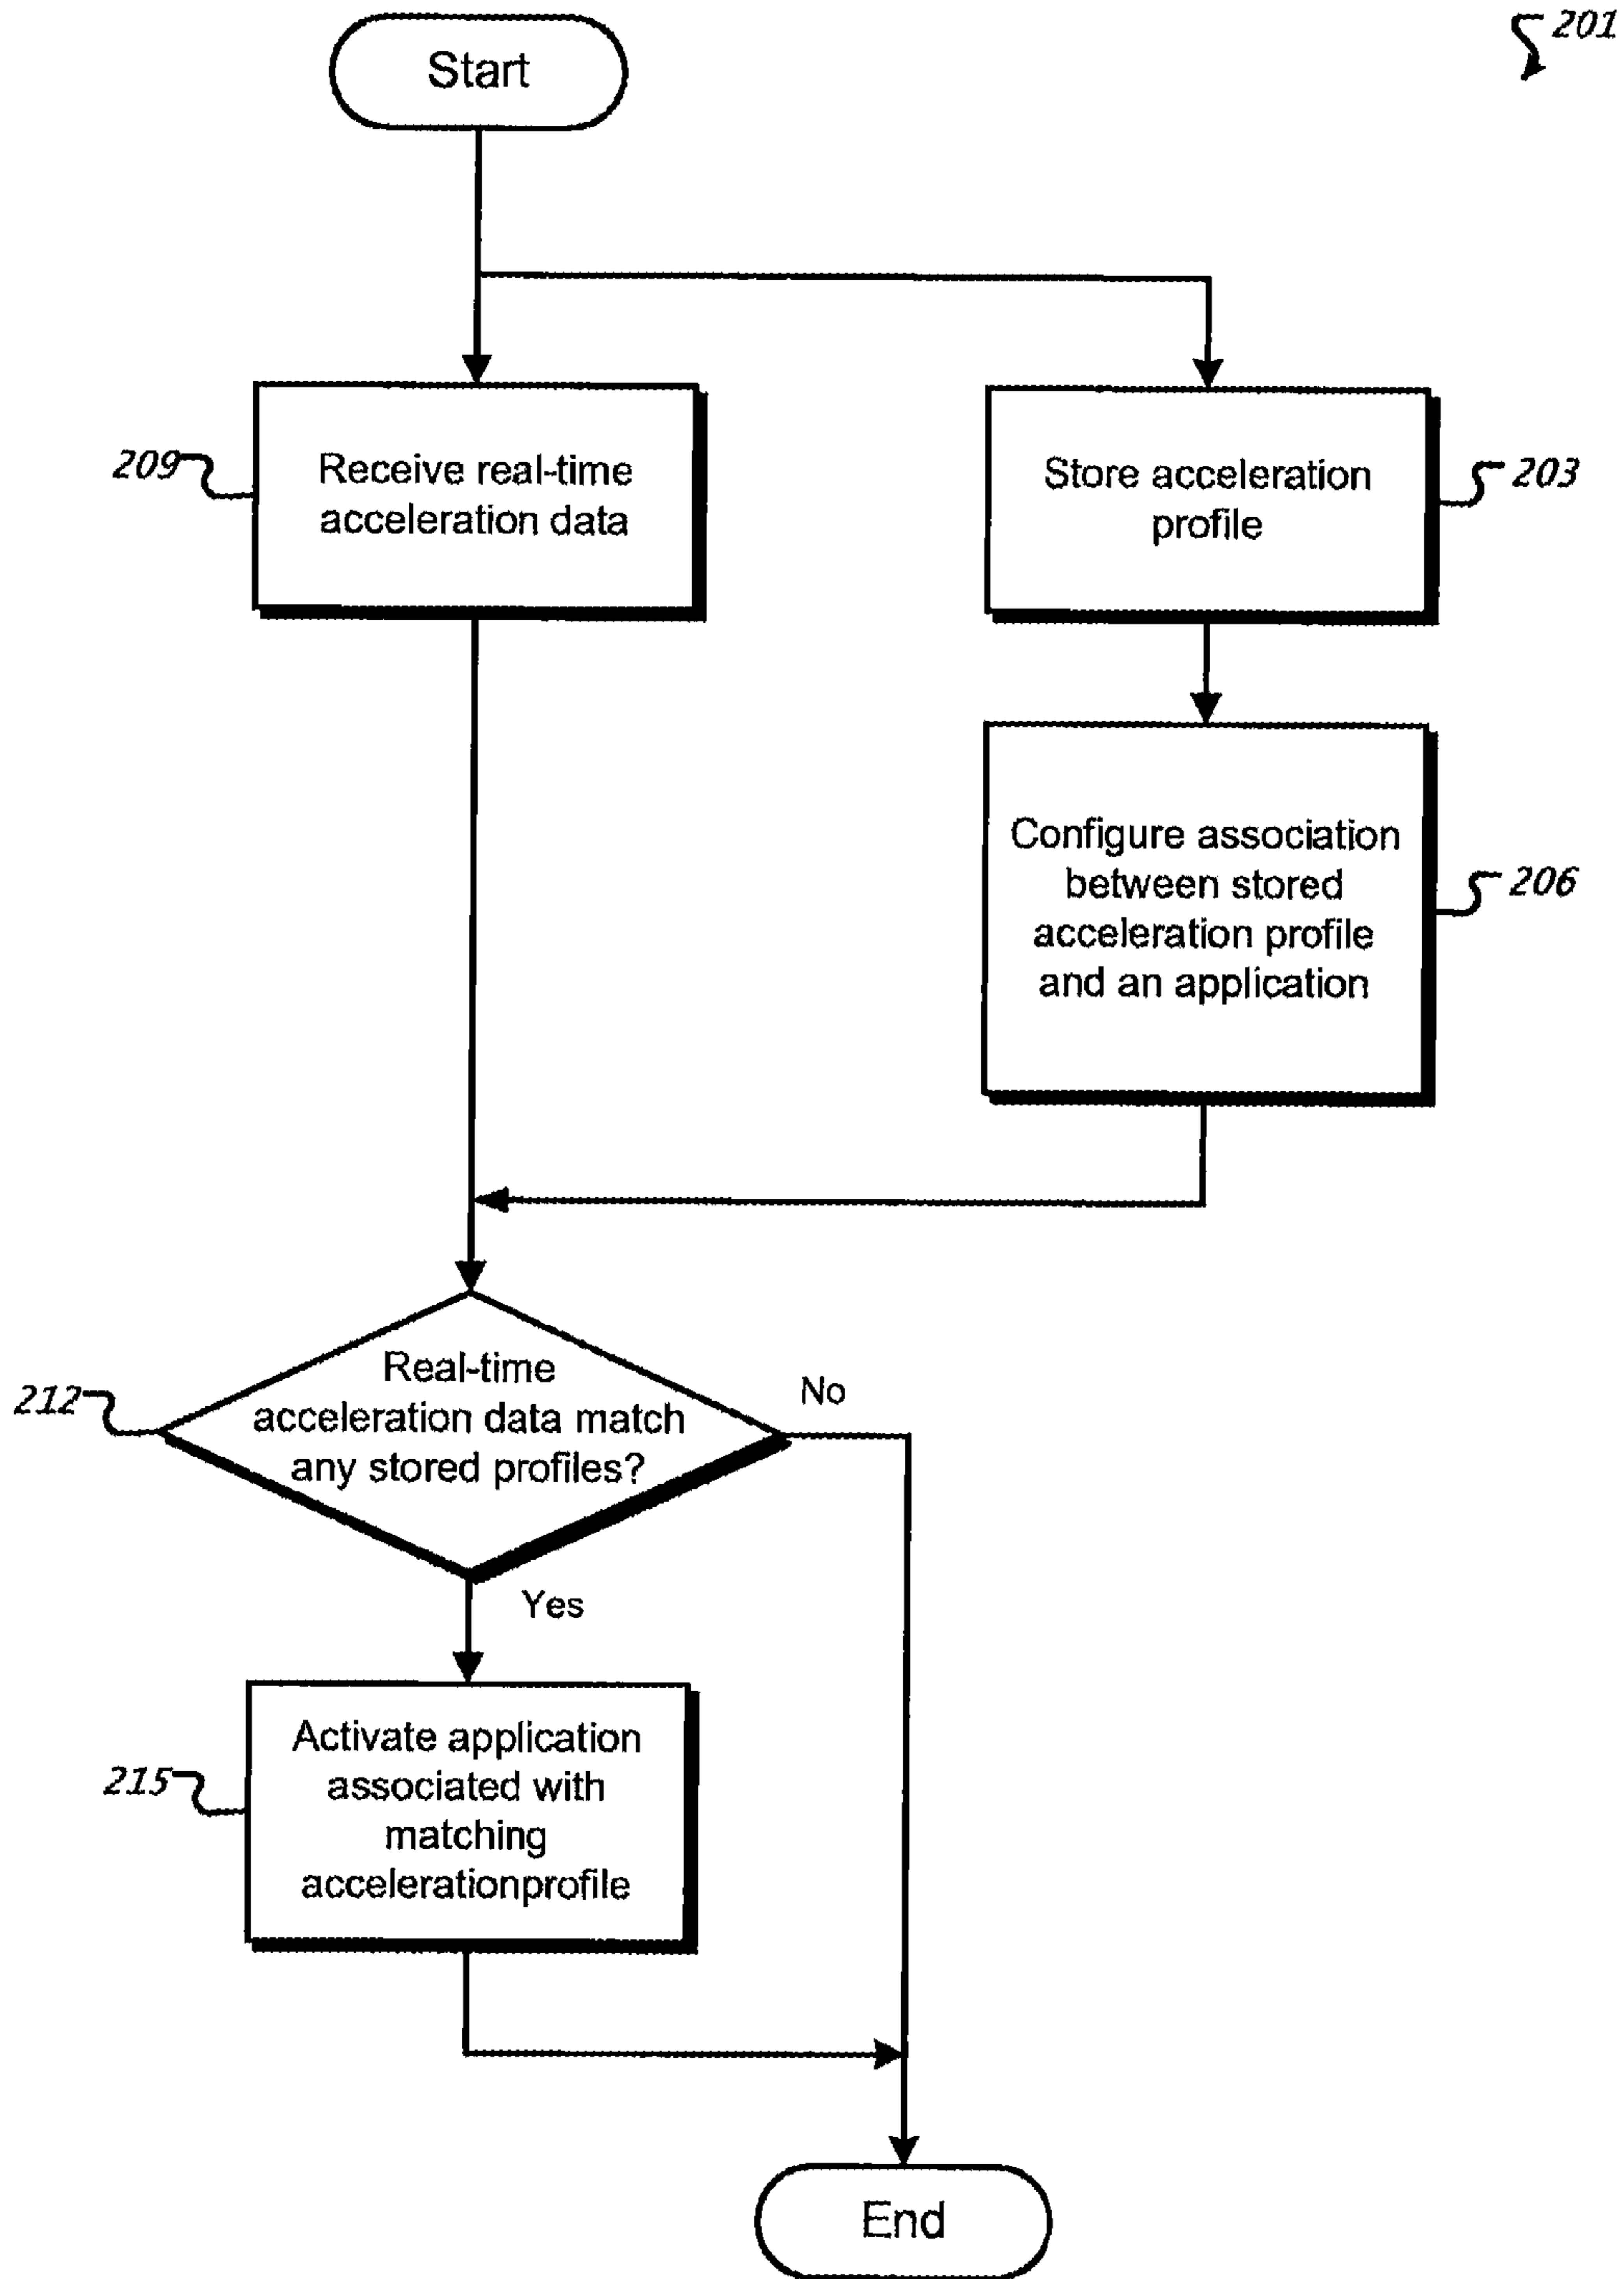 201
Start
209
Receive real-time
acceleration data
Store acceleration
profile
203
Configure association
between stored
acceleration profile
and an application
206
212
Real-time
acceleration data match
any stored profiles?
No
Yes
215
Activate application
associated with
matching
accelerationprofile
End